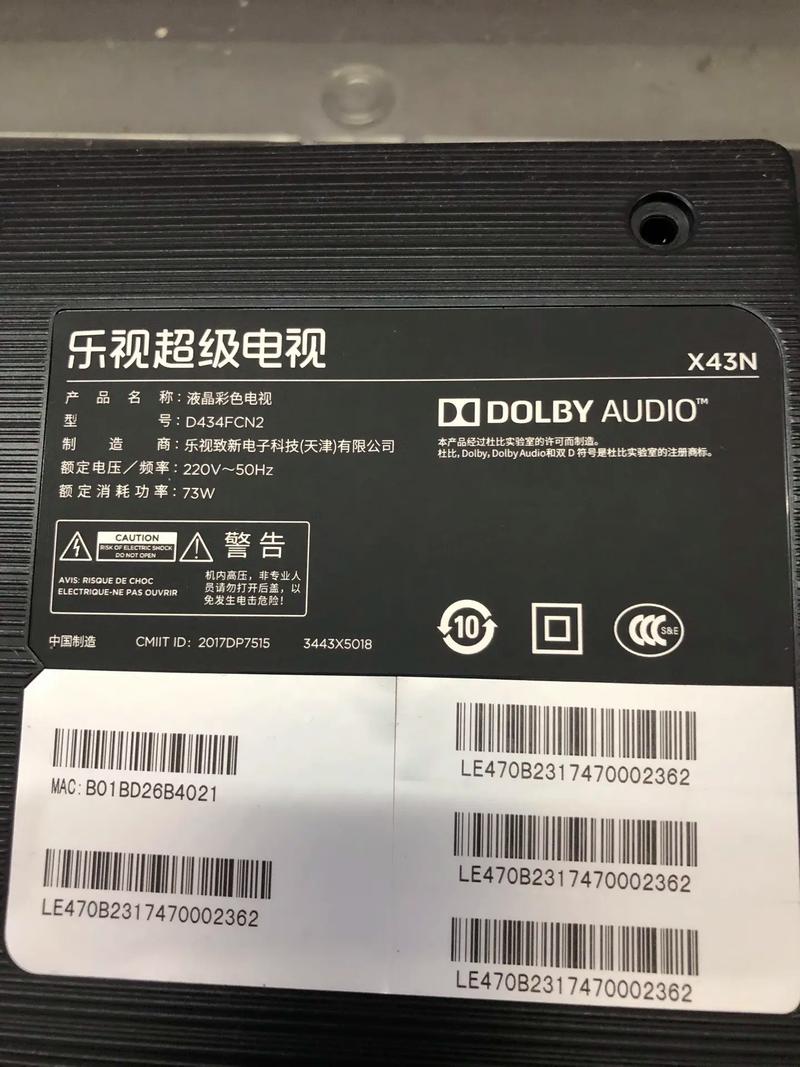 乐视超级电视
X43N
产品名称：液晶彩色电视
型号：D434FCN2
制造商：乐视致新电子科技(天津)有限公司
额定电压／频率：220V～50Hz
额定消耗功率：73W
DOLBY AUDIO™
本产品经过杜比实验室的许可而制造。
杜比, Dolby, Dolby Audio和双 D 符号是杜比实验室的注册商标。
CAUTION
RISK OF ELECTRIC SHOCK
DO NOT OPEN
警告
AVIS: RISQUE DE CHOC
ELECTRIQUE-NE PAS OUVRIR
机内高压，非专业人
员请勿打开后盖，以
免发生电击危险！
10
CCC S&E
中国制造
CMIIT ID：2017DP7515
3443X5018
MAC:B01BD26B4021
LE470B2317470002362
LE470B2317470002362
LE470B2317470002362
LE470B2317470002362